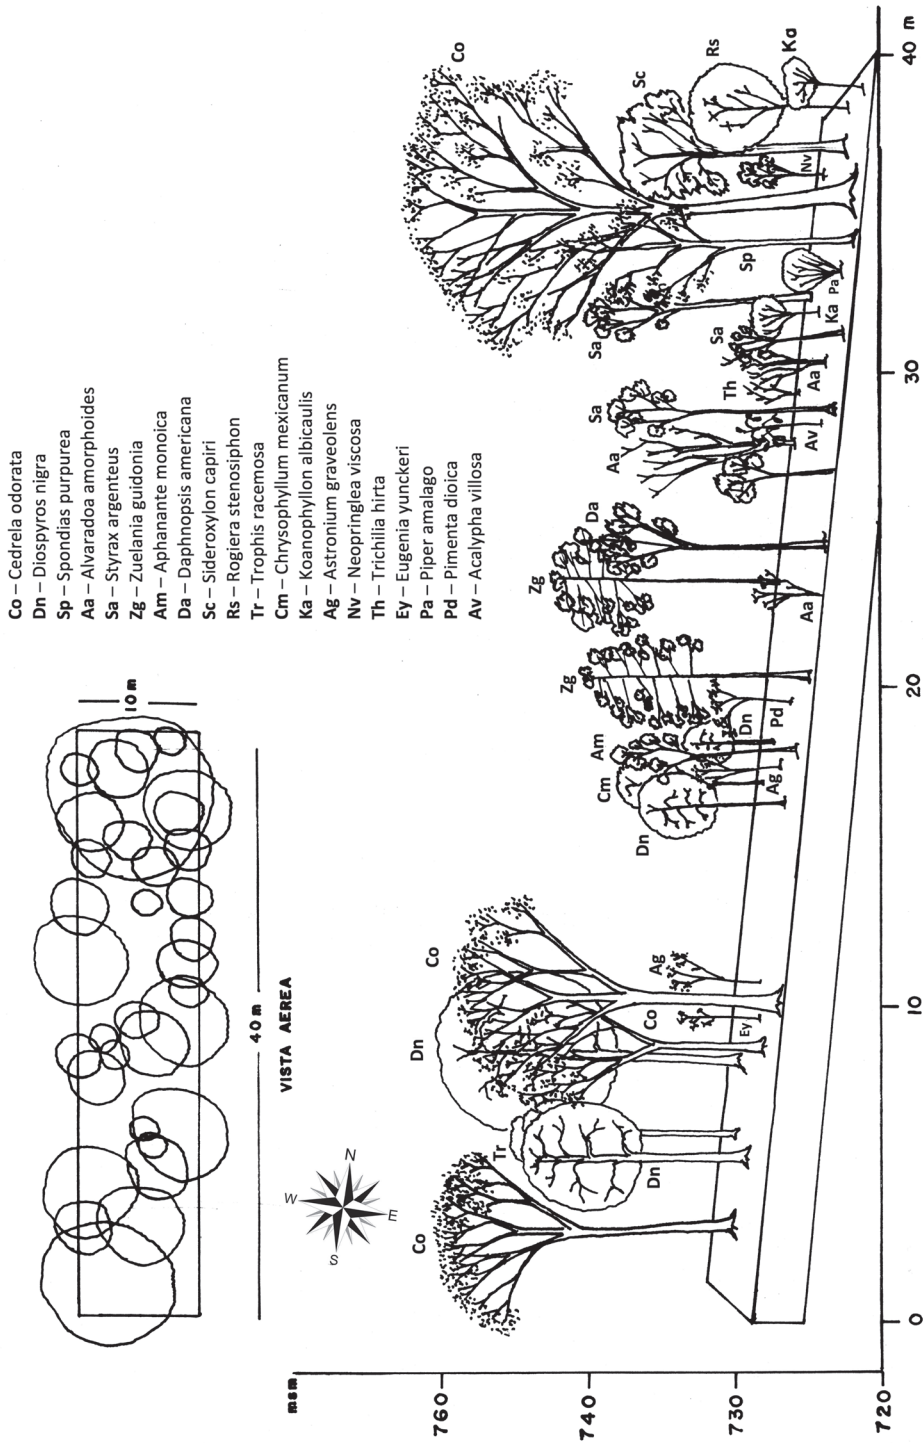 Co – Cedrela odorata
Dn – Diospyros nigra
Sp – Spondias purpurea
Aa – Alvaradoa amorphoides
Sa – Styrax argenteus
Zg – Zuelania guidonia
Am – Aphanante monoica
Da – Daphnopsis americana
Sc – Sideroxylon capiri
Rs – Rogiera stenosiphon
Tr – Trophis racemosa
Cm – Chrysophyllum mexicanum
Ka – Koanophyllon albicaulis
Ag – Astronium graveolens
Nv – Neopringlea viscosa
Th – Trichilia hirta
Ey – Eugenia yunckeri
Pa – Piper amalago
Pd – Pimenta dioica
Av – Acalypha villosa
10 m
40 m
VISTA AEREA
N
E
S
W
msm
760
740
730
720
0
10
20
30
40 m
Co
Tr
Dn
Dn
Co
Co
Ey
Ag
Dn
Cm
Am
Ag
Dn
Pd
Zg
Zg
Da
Aa
Aa
Sa
Av
Th
Aa
Sa
Sa
Ka
Pa
Sp
Co
Sc
Nv
Rs
Ka